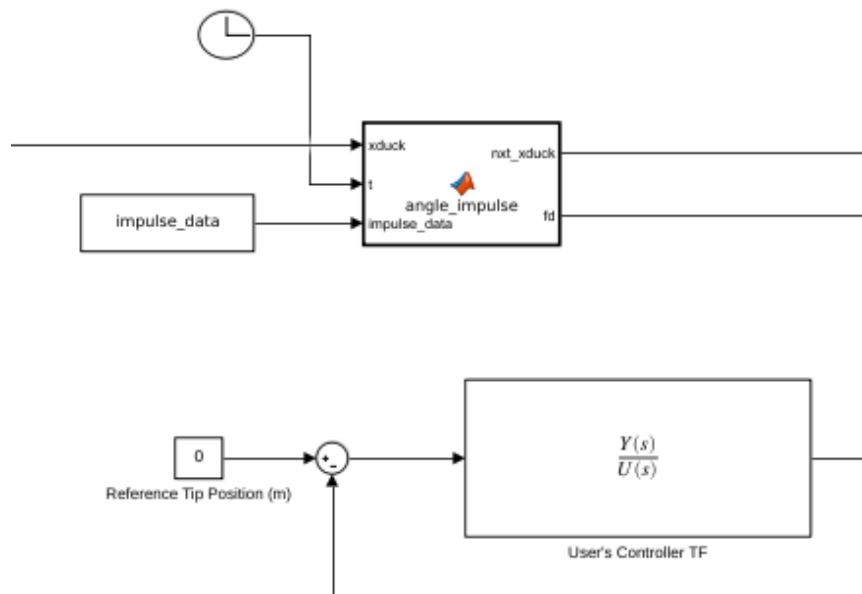 xduck
nxt_xduck
t
angle_impulse
impulse_data
impulse_data
fd
0
+
-
Y(s)
U(s)
Reference Tip Position (m)
User's Controller TF